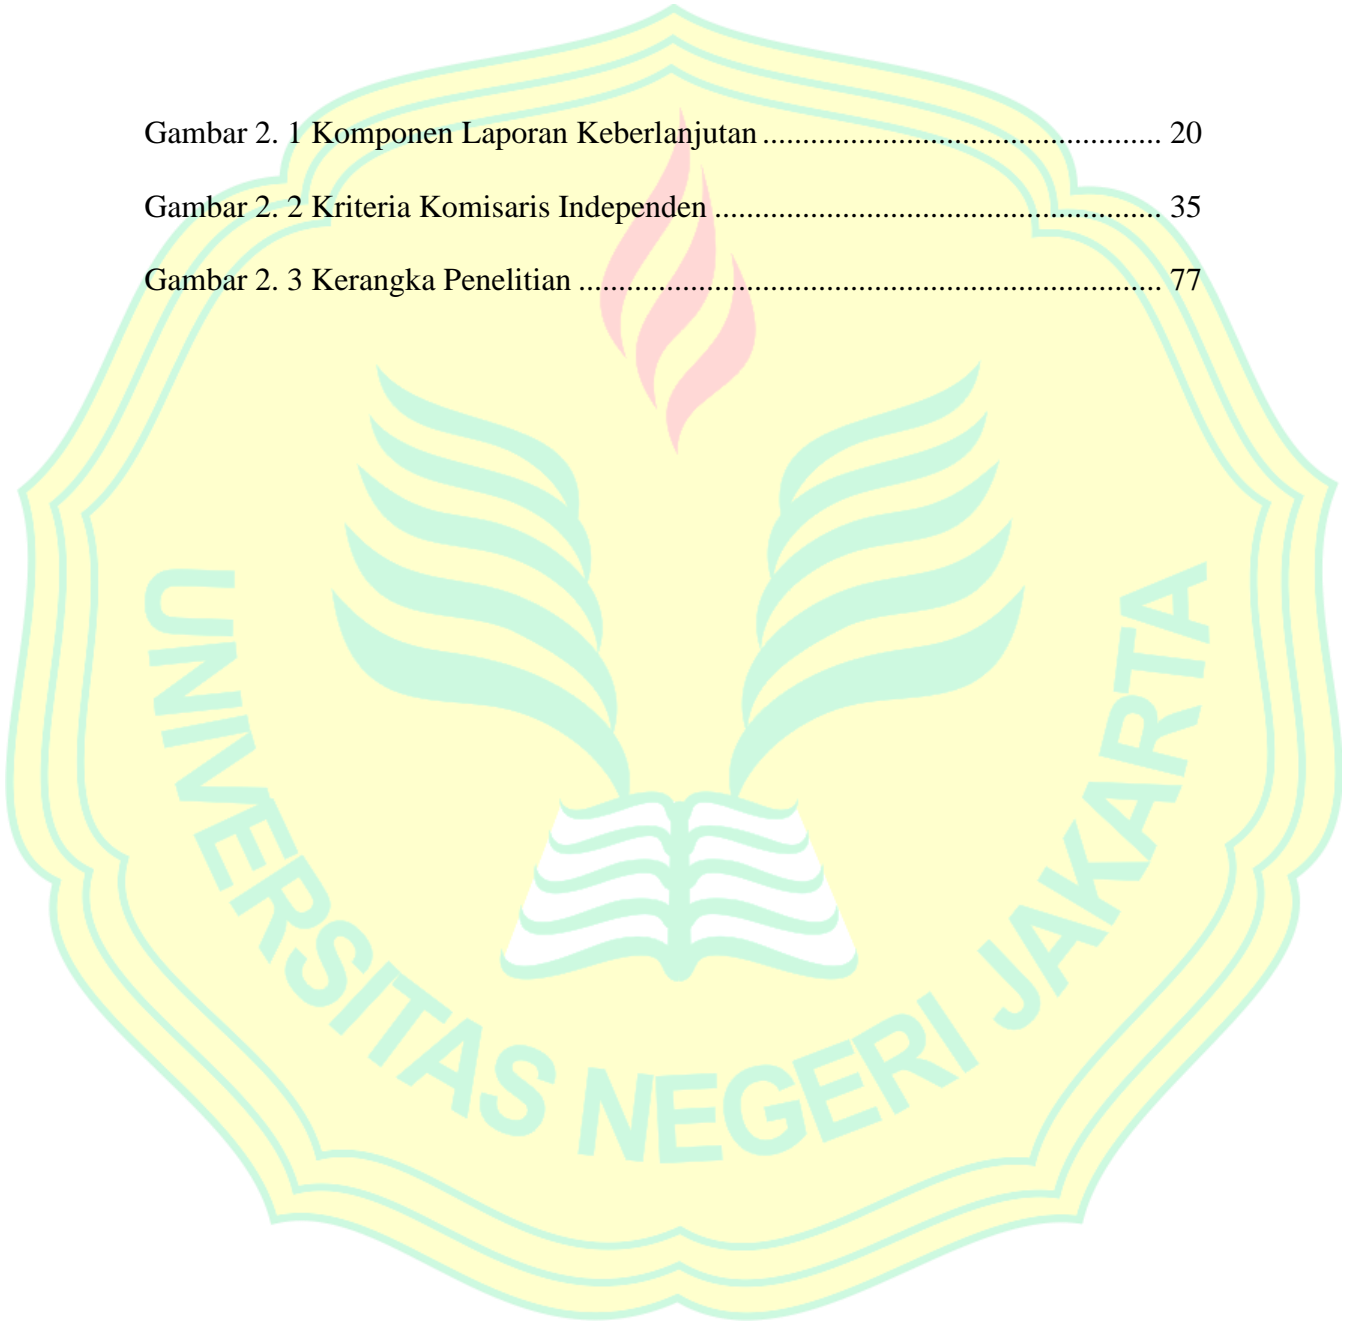 Gambar 2. 1 Komponen Laporan Keberlanjutan .................................................. 20
Gambar 2. 2 Kriteria Komisaris Independen ........................................................ 35
Gambar 2. 3 Kerangka Penelitian ......................................................................... 77
UNIVERSITAS NEGERI JAKARTA